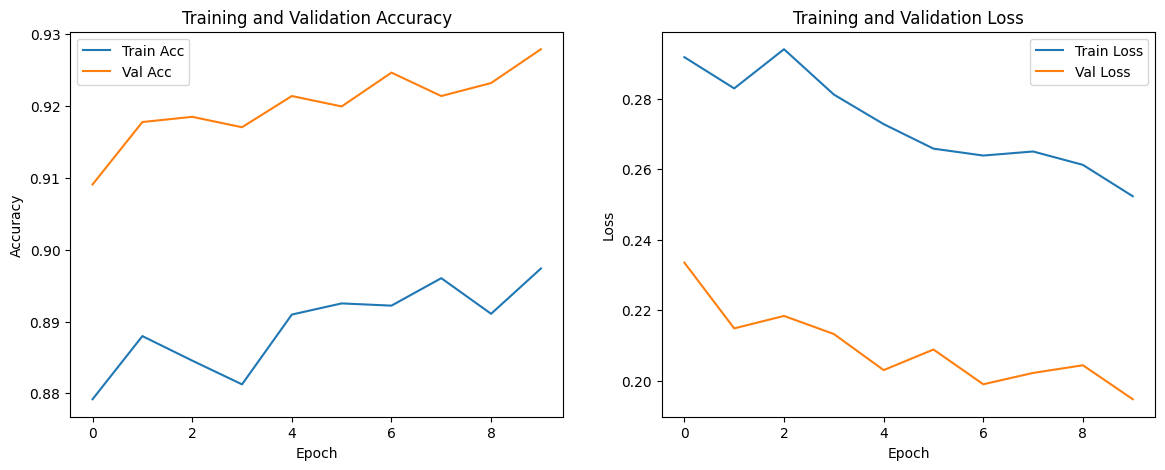 Training and Validation Accuracy
Train Acc
Val Acc
0.93
0.92
0.91
0.90
0.89
0.88
Accuracy
0 2 4 6 8
Epoch
Training and Validation Loss
Train Loss
Val Loss
0.28
0.26
0.24
0.22
0.20
Loss
0 2 4 6 8
Epoch